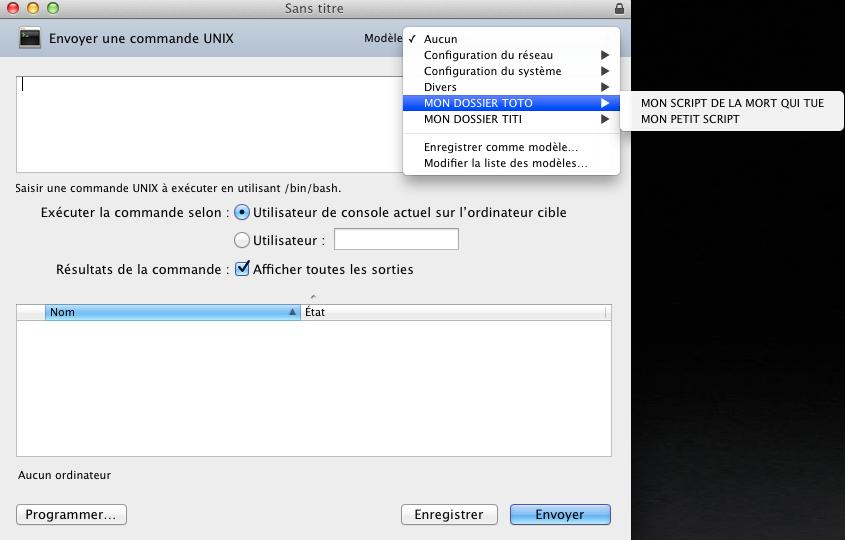 Sans titre
Envoyer une commande UNIX
Modèle
Aucun
Configuration du réseau
Configuration du système
Divers
MON DOSSIER TOTO
MON SCRIPT DE LA MORT QUI TUE
MON DOSSIER TITI
MON PETIT SCRIPT
Enregistrer comme modèle...
Modifier la liste des modèles...
Saisir une commande UNIX à exécuter en utilisant /bin/bash.
Exécuter la commande selon : Utilisateur de console actuel sur l'ordinateur cible
Utilisateur :
Résultats de la commande : Afficher toutes les sorties
Nom État
Aucun ordinateur
Programmer... Enregistrer Envoyer